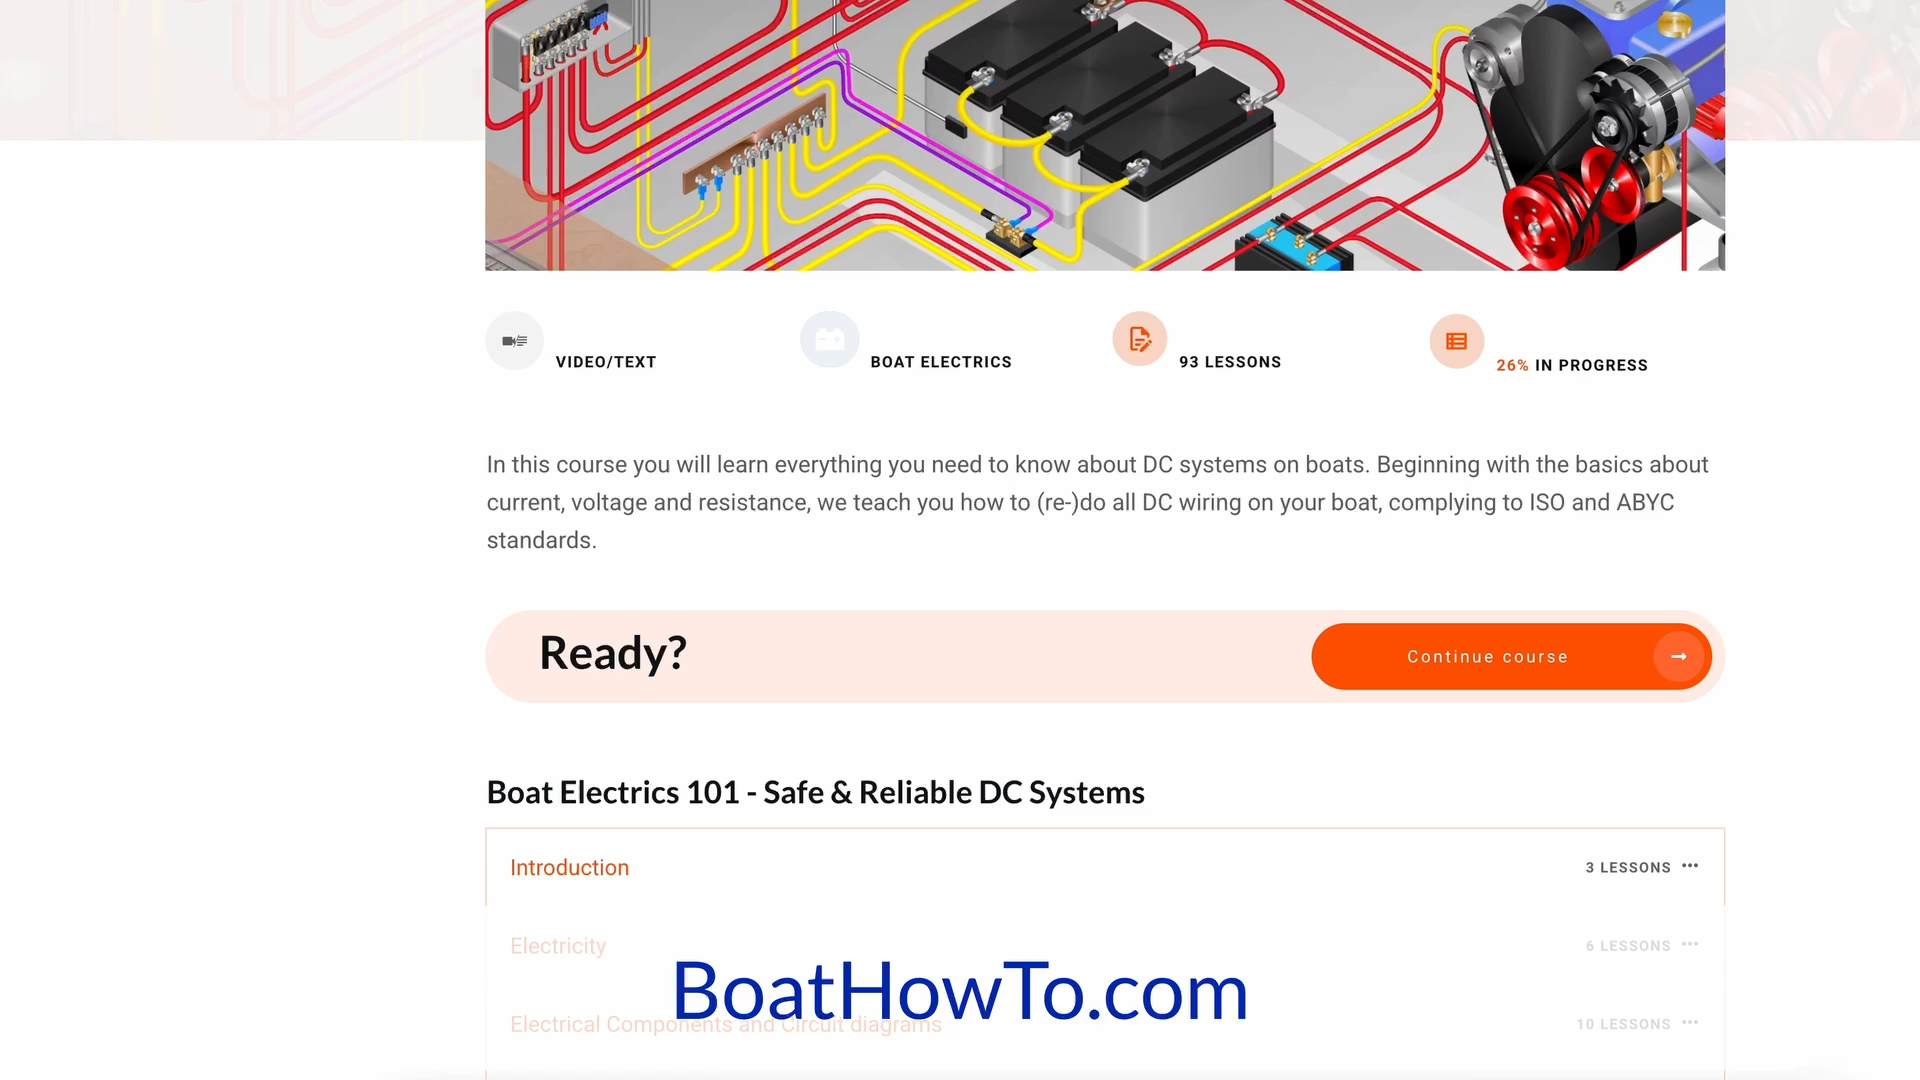 VIDEO/TEXT
BOAT ELECTRICS
93 LESSONS
26% IN PROGRESS
In this course you will learn everything you need to know about DC systems on boats. Beginning with the basics about
current, voltage and resistance, we teach you how to (re-)do all DC wiring on your boat, complying to ISO and ABYC
standards.
Ready?
Continue course
Boat Electrics 101 - Safe & Reliable DC Systems
Introduction
3 LESSONS
Electricity
6 LESSONS
BoatHowTo.com
Electrical Components and Circuit diagrams
10 LESSONS